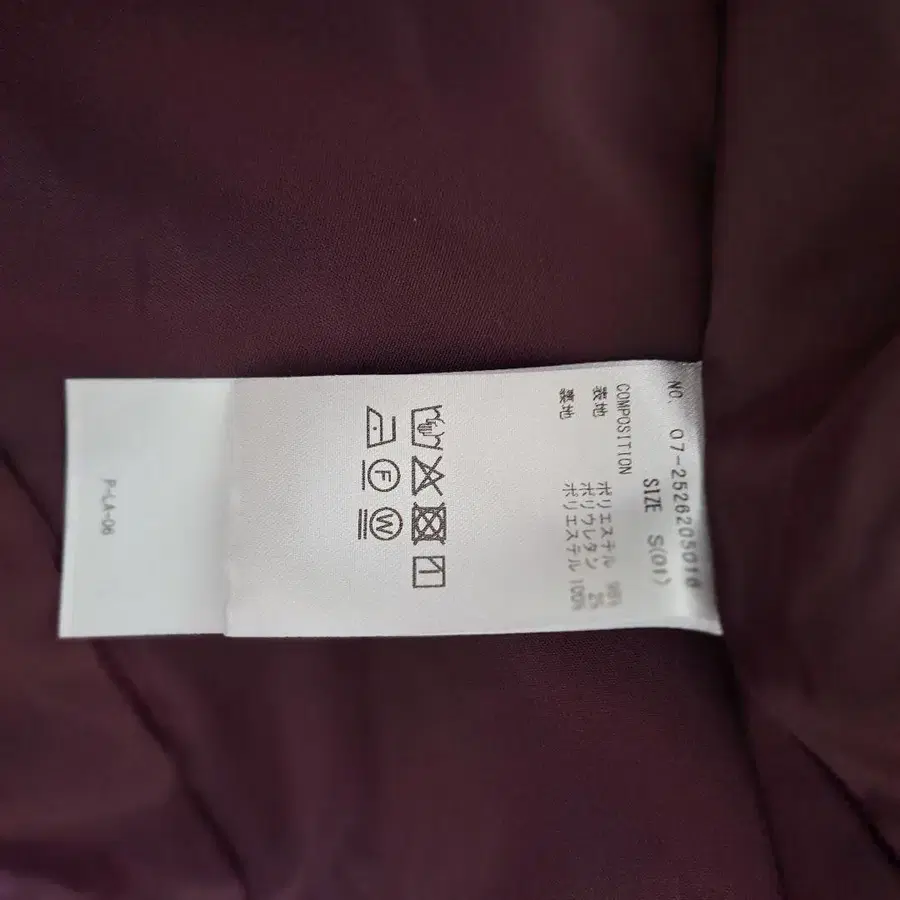 NO. 07-2526205016
SIZE S(01)
COMPOSITION
表地 ポリエステル 98%
ポリウレタン 2%
裏地 ポリエステル 100%
F W
P-LA-06